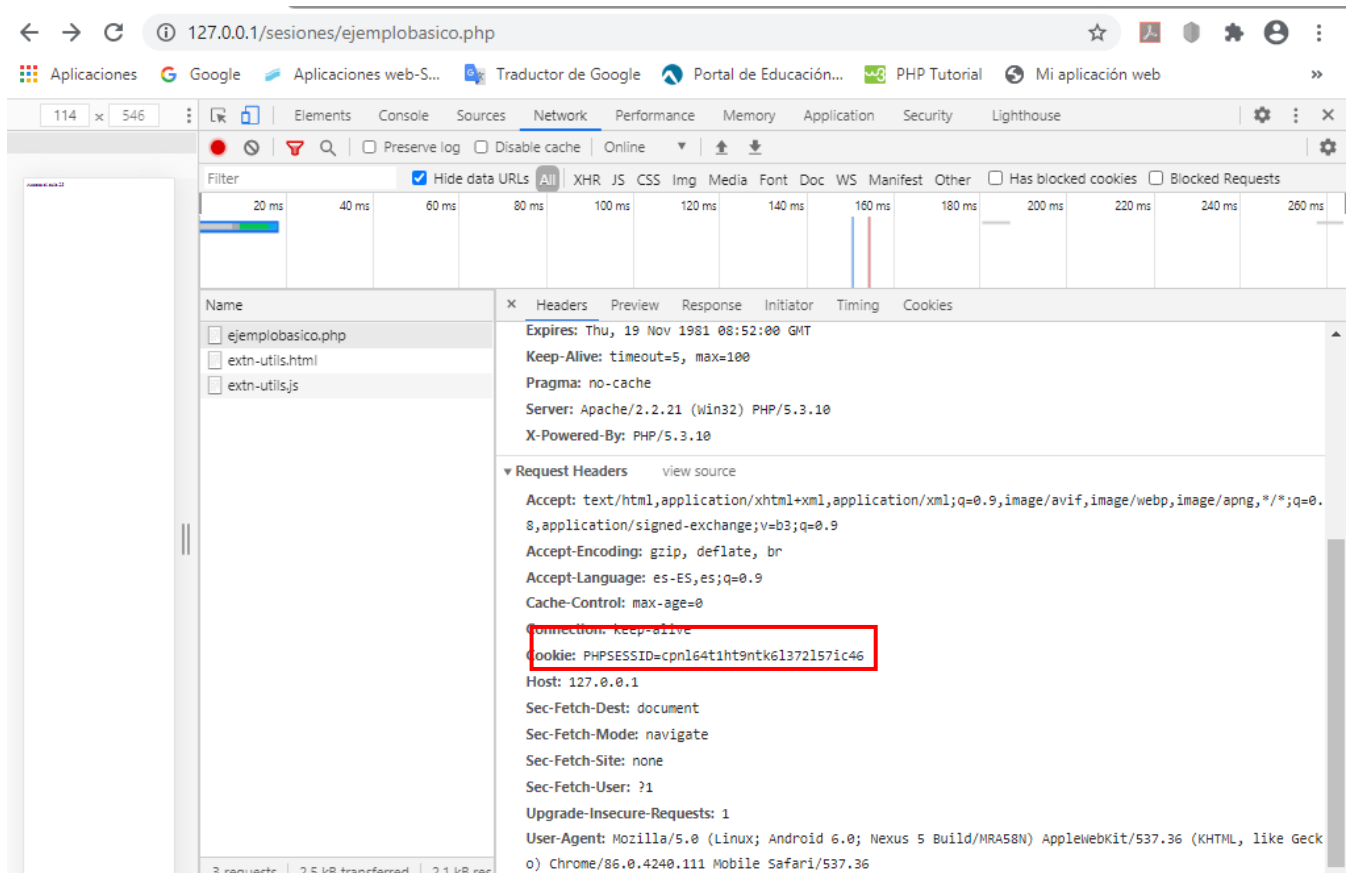 127.0.0.1/sesiones/ejemplobasico.php
Aplicaciones Google Aplicaciones web-S... Traductor de Google Portal de Educación... PHP Tutorial Mi aplicación web »
114 x 546 Elements Console Sources Network Performance Memory Application Security Lighthouse
Preserve log Disable cache Online
Filter Hide data URLs All XHR JS CSS Img Media Font Doc WS Manifest Other Has blocked cookies Blocked Requests
20 ms 40 ms 60 ms 80 ms 100 ms 120 ms 140 ms 160 ms 180 ms 200 ms 220 ms 240 ms 260 ms
Name
ejemplobasico.php
extn-utils.html
extn-utils.js
3 requests 2.5 kB transferred 2.1 kB res
× Headers Preview Response Initiator Timing Cookies
Expires: Thu, 19 Nov 1981 08:52:00 GMT
Keep-Alive: timeout=5, max=100
Pragma: no-cache
Server: Apache/2.2.21 (Win32) PHP/5.3.10
X-Powered-By: PHP/5.3.10
Request Headers view source
Accept: text/html,application/xhtml+xml,application/xml;q=0.9,image/avif,image/webp,image/apng,*/*;q=0.
8,application/signed-exchange;v=b3;q=0.9
Accept-Encoding: gzip, deflate, br
Accept-Language: es-ES,es;q=0.9
Cache-Control: max-age=0
Connection: keep-alive
Cookie: PHPSESSID=cpnl64t1ht9ntk6l372l57ic46
Host: 127.0.0.1
Sec-Fetch-Dest: document
Sec-Fetch-Mode: navigate
Sec-Fetch-Site: none
Sec-Fetch-User: ?1
Upgrade-Insecure-Requests: 1
User-Agent: Mozilla/5.0 (Linux; Android 6.0; Nexus 5 Build/MRA58N) AppleWebKit/537.36 (KHTML, like Geck
o) Chrome/86.0.4240.111 Mobile Safari/537.36